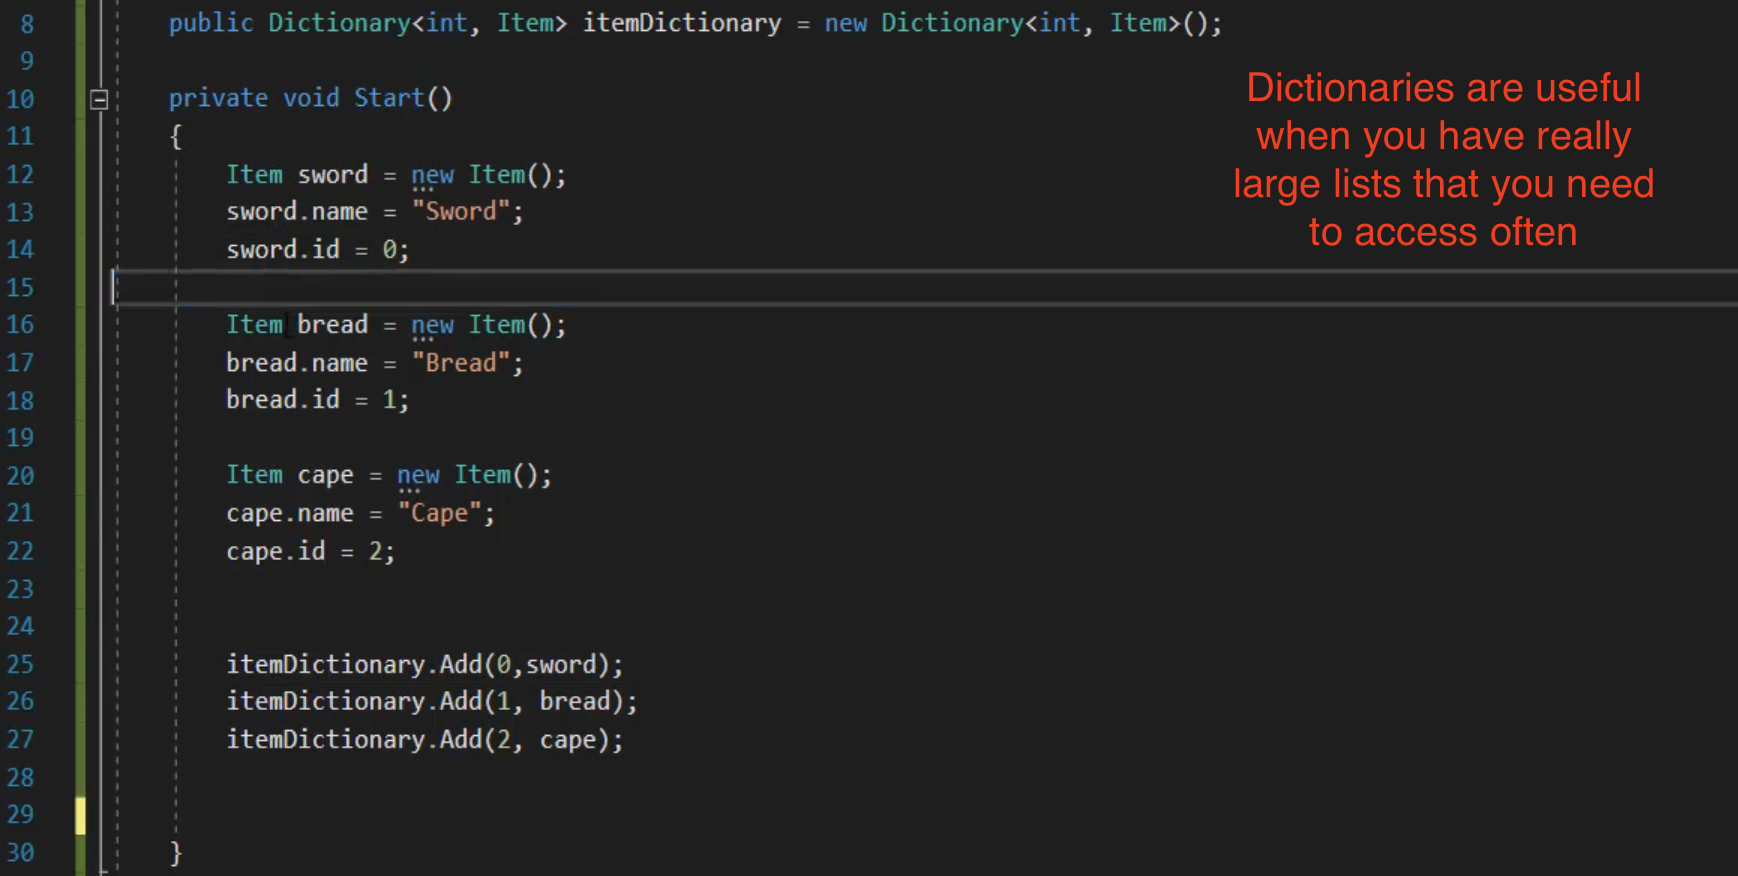 8 public Dictionary<int, Item> itemDictionary = new Dictionary<int, Item>();
9
10 private void Start()
11 {
12 Item sword = new Item();
13 sword.name = "Sword";
14 sword.id = 0;
15
16 Item bread = new Item();
17 bread.name = "Bread";
18 bread.id = 1;
19
20 Item cape = new Item();
21 cape.name = "Cape";
22 cape.id = 2;
23
24
25 itemDictionary.Add(0,sword);
26 itemDictionary.Add(1, bread);
27 itemDictionary.Add(2, cape);
28
29
30 }
Dictionaries are useful
when you have really
large lists that you need
to access often